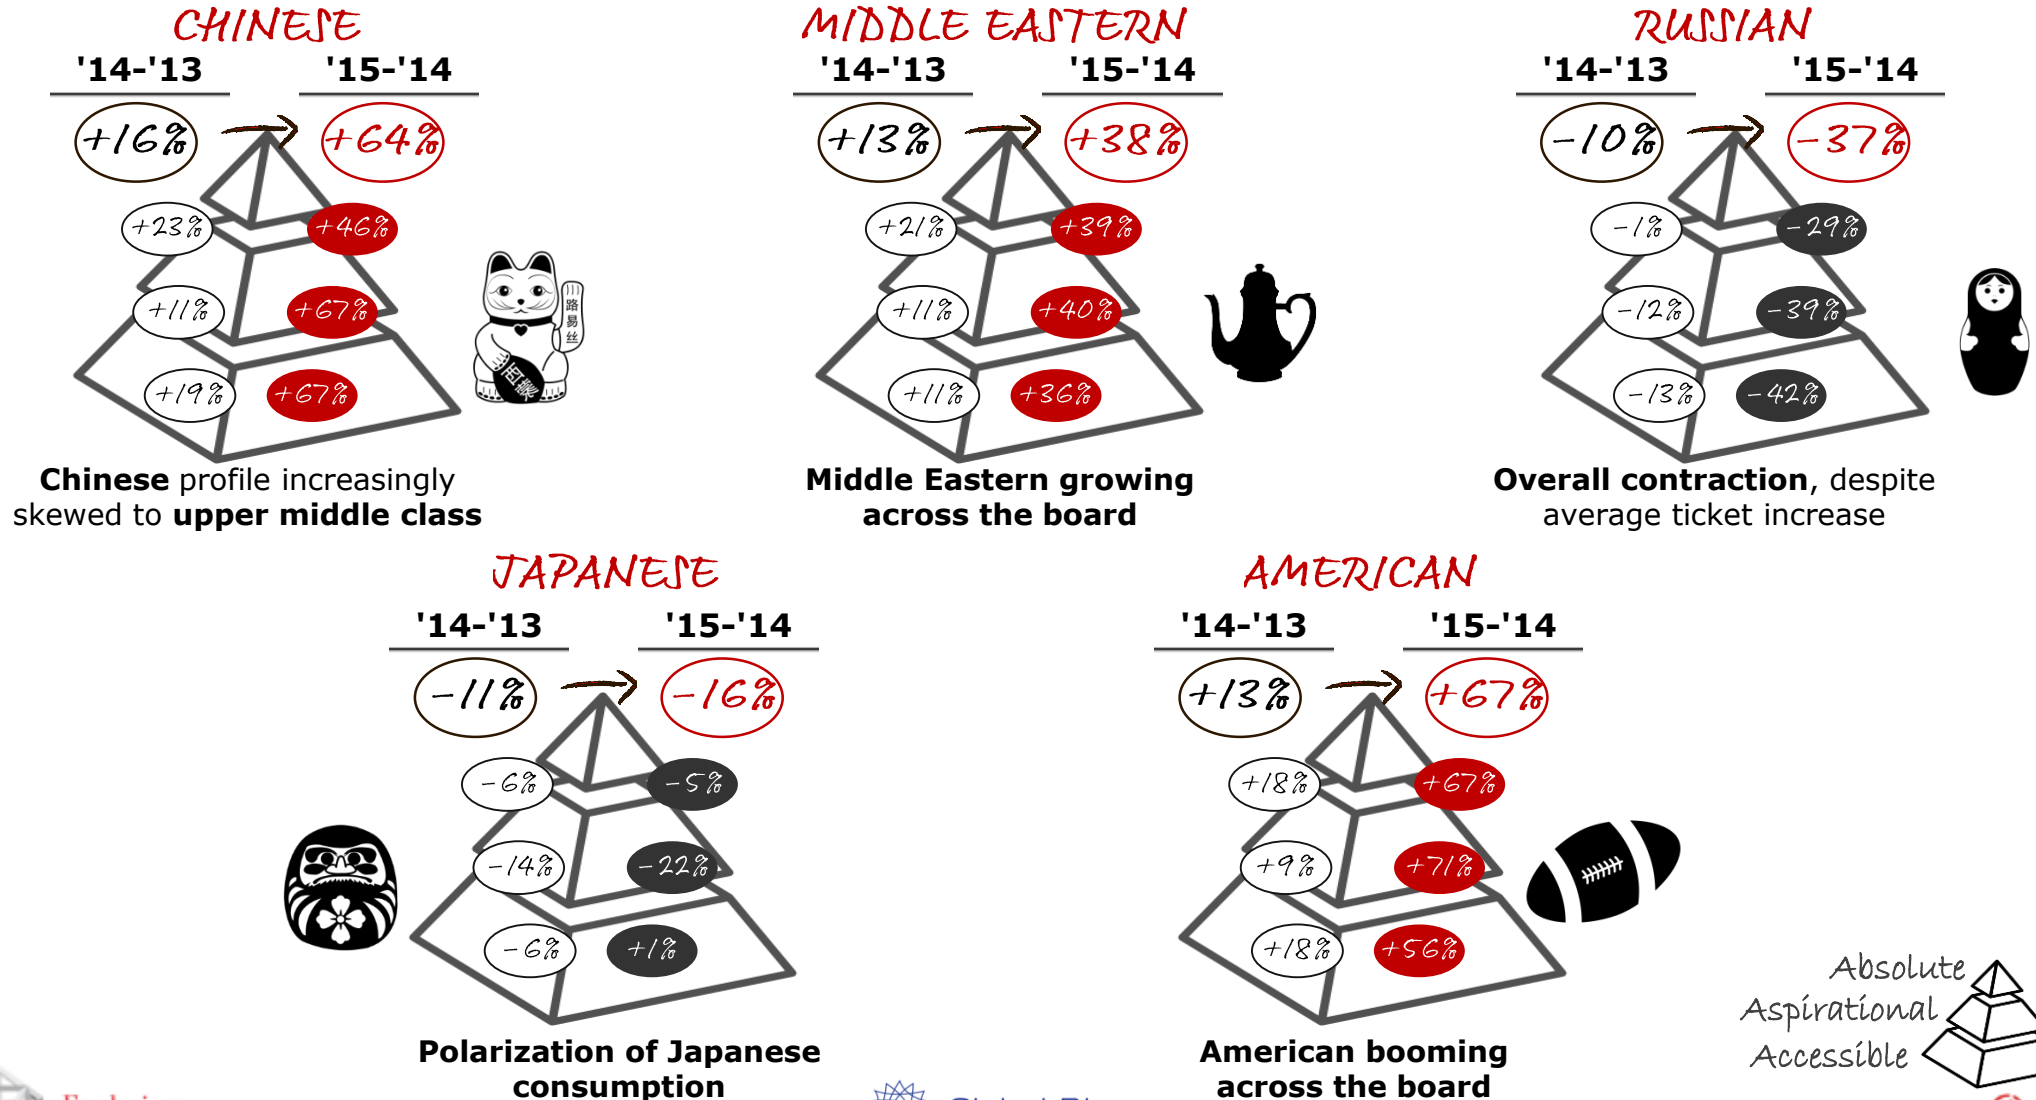 CHINESE
'14-'13 '15-'14
+16% +64%
+23% +46%
+11% +67%
+19% +67%
路
易
丝
Chinese profile increasingly
skewed to upper middle class
MIDDLE EASTERN
'14-'13 '15-'14
+13% +38%
+21% +39%
+11% +40%
+11% +36%
Middle Eastern growing
across the board
RUSSIAN
'14-'13 '15-'14
-10% -37%
-1% -29%
-12% -39%
-13% -42%
Overall contraction, despite
average ticket increase
JAPANESE
'14-'13 '15-'14
-11% -16%
-6% -5%
-14% -22%
-6% +1%
Polarization of Japanese
consumption
AMERICAN
'14-'13 '15-'14
+13% +67%
+18% +67%
+9% +71%
+18% +56%
American booming
across the board
Absolute
Aspirational
Accessible